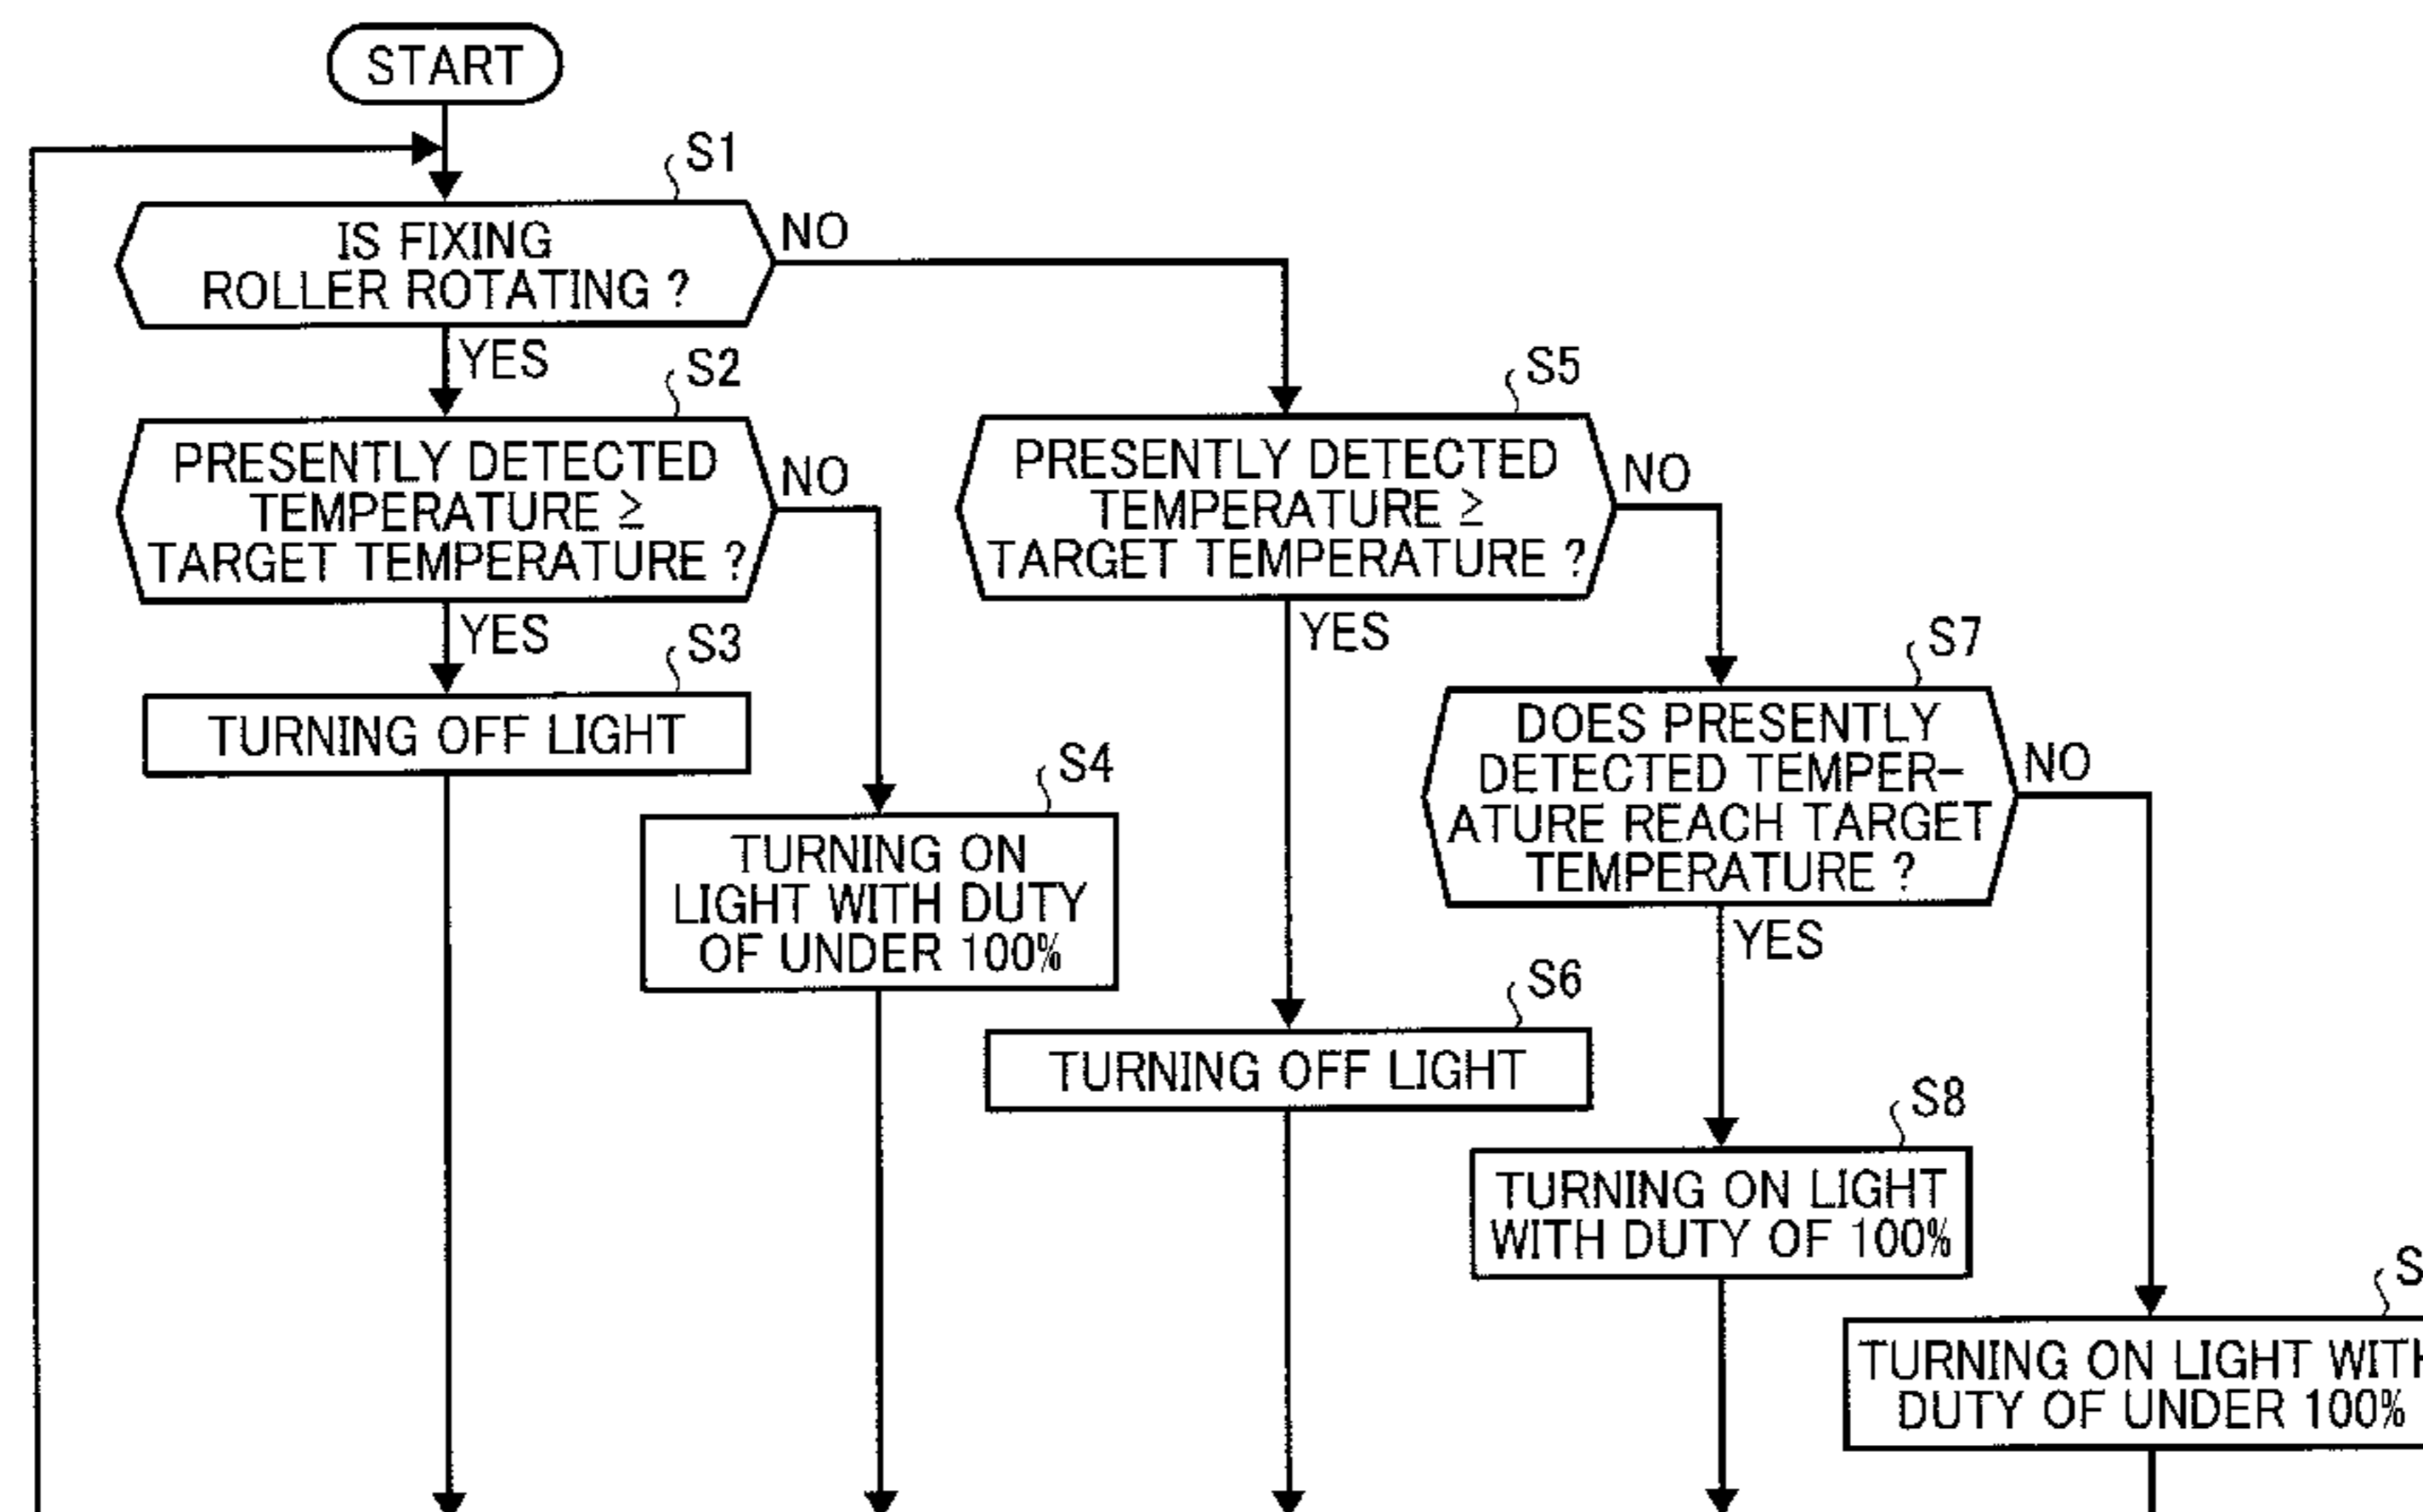 START
S1
IS FIXING
ROLLER ROTATING ?
NO
YES
S2
PRESENTLY DETECTED
TEMPERATURE ≥
TARGET TEMPERATURE ?
NO
YES
S3
TURNING OFF LIGHT
S4
TURNING ON
LIGHT WITH DUTY
OF UNDER 100%
S5
PRESENTLY DETECTED
TEMPERATURE ≥
TARGET TEMPERATURE ?
NO
YES
S6
TURNING OFF LIGHT
S7
DOES PRESENTLY
DETECTED TEMPER-
ATURE REACH TARGET
TEMPERATURE ?
NO
YES
S8
TURNING ON LIGHT
WITH DUTY OF 100%
S
TURNING ON LIGHT WITH
DUTY OF UNDER 100%